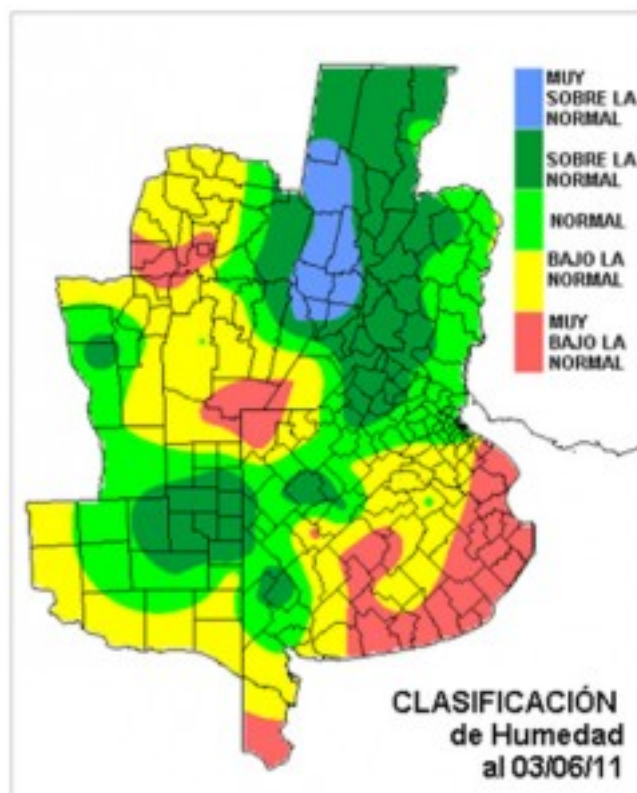 MUY
SOBRE LA
NORMAL
SOBRE LA
NORMAL
NORMAL
BAJO LA
NORMAL
MUY
BAJO LA
NORMAL
CLASIFICACIÓN
de Humedad
al 03/06/11